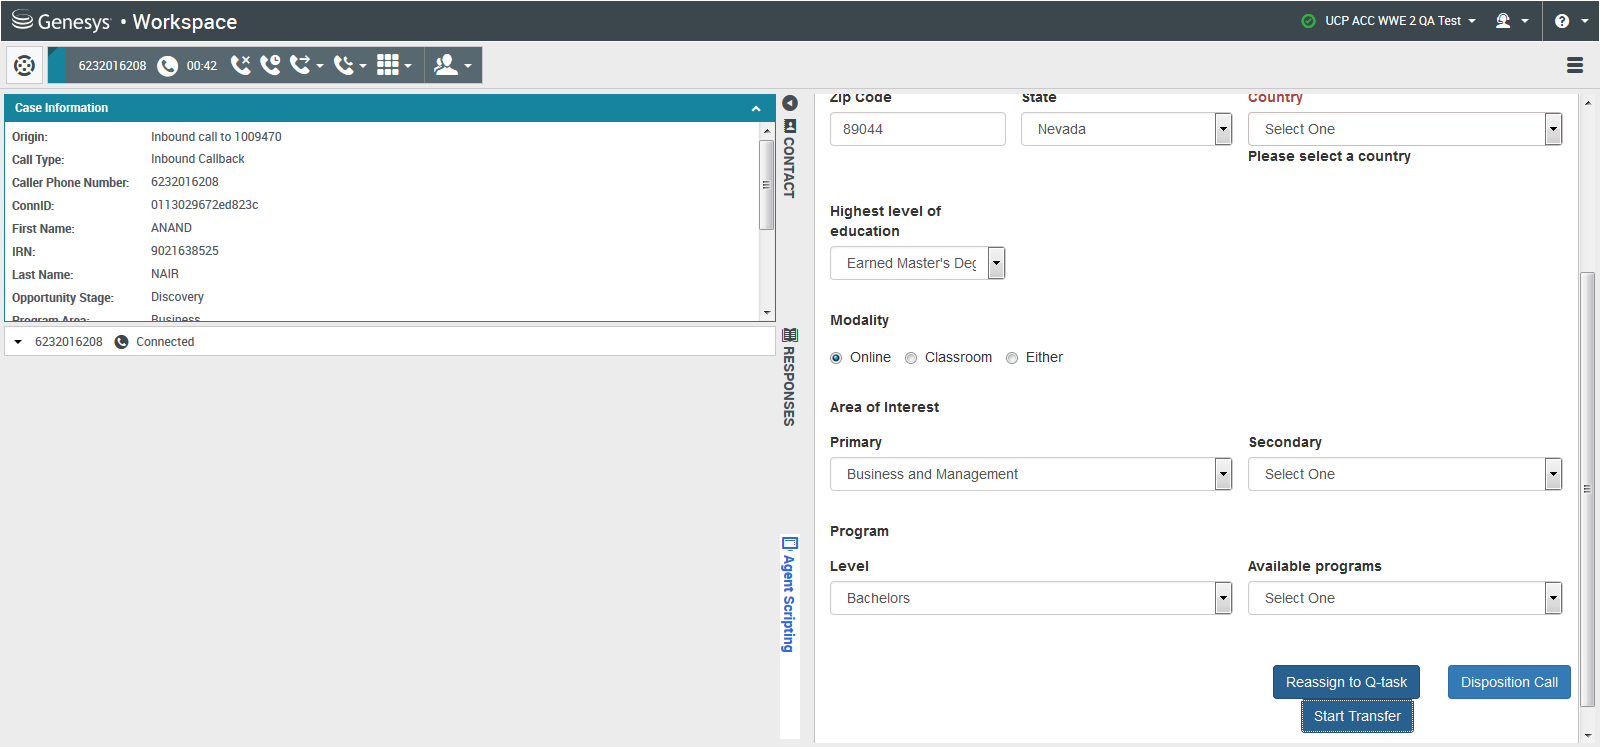 Genesys · Workspace
UCP ACC WWE 2 QA Test
6232016208 00:42
Case Information
Origin: Inbound call to 1009470
Call Type: Inbound Callback
Caller Phone Number: 6232016208
ConnID: 0113029672ed823c
First Name: ANAND
IRN: 9021638525
Last Name: NAIR
Opportunity Stage: Discovery
Program Area: Business
6232016208 Connected
CONTACT
RESPONSES
Agent Scripting
Zip Code State Country
89044 Nevada Select One
Please select a country
Highest level of
education
Earned Master's Deg
Modality
Online Classroom Either
Area of Interest
Primary Secondary
Business and Management Select One
Program
Level Available programs
Bachelors Select One
Reassign to Q-task Disposition Call
Start Transfer